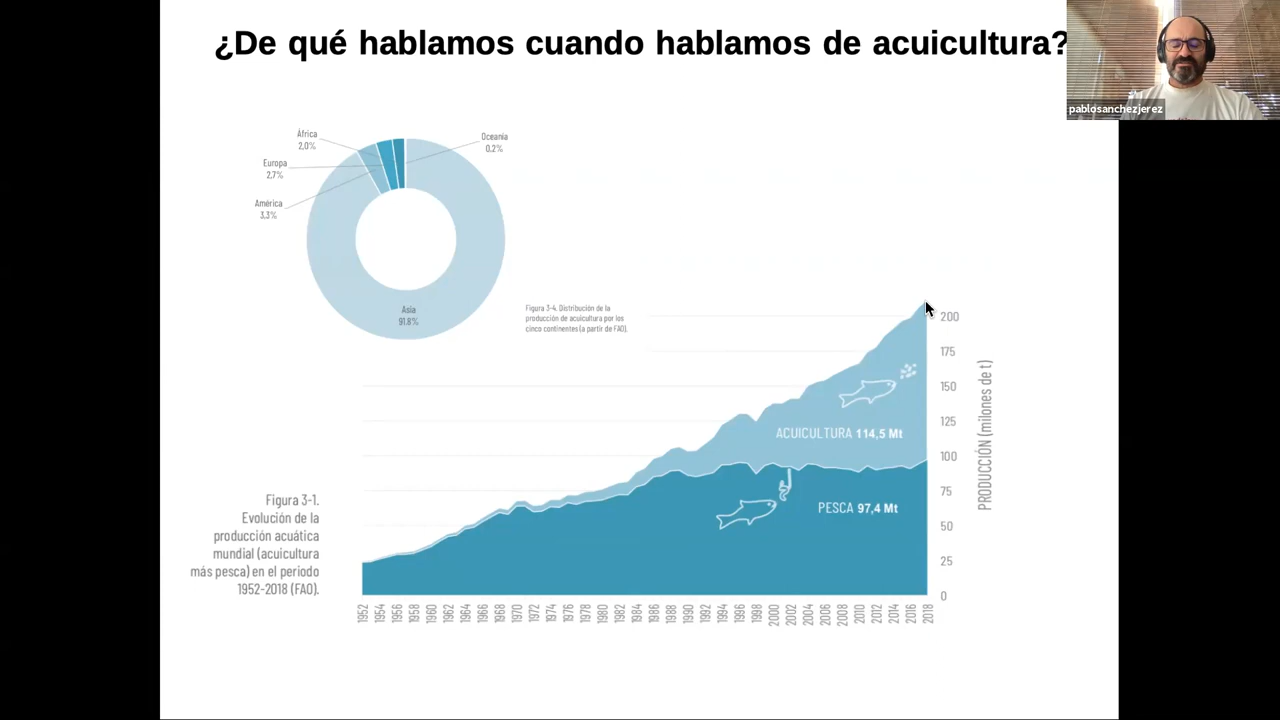 ¿De qué hablamos cuando hablamos de acuicultura?
pablosanchezjerez
África
2,0%
Oceanía
0,2%
Europa
2,7%
América
3,3%
Asia
91.8%
Figura 3-4. Distribución de la
producción de acuicultura por los
cinco continentes (a partir de FAO).
200
175
150
125
100
75
50
25
0
PRODUCCIÓN (milones de t)
ACUICULTURA 114,5 Mt
PESCA 97,4 Mt
Figura 3-1.
Evolución de la
producción acuática
mundial (acuicultura
más pesca) en el periodo
1952-2018 (FAO).
1952
1954
1956
1958
1960
1962
1964
1966
1968
1970
1972
1974
1976
1978
1980
1982
1984
1986
1988
1990
1992
1994
1996
1998
2000
2002
2004
2006
2008
2010
2012
2014
2016
2018